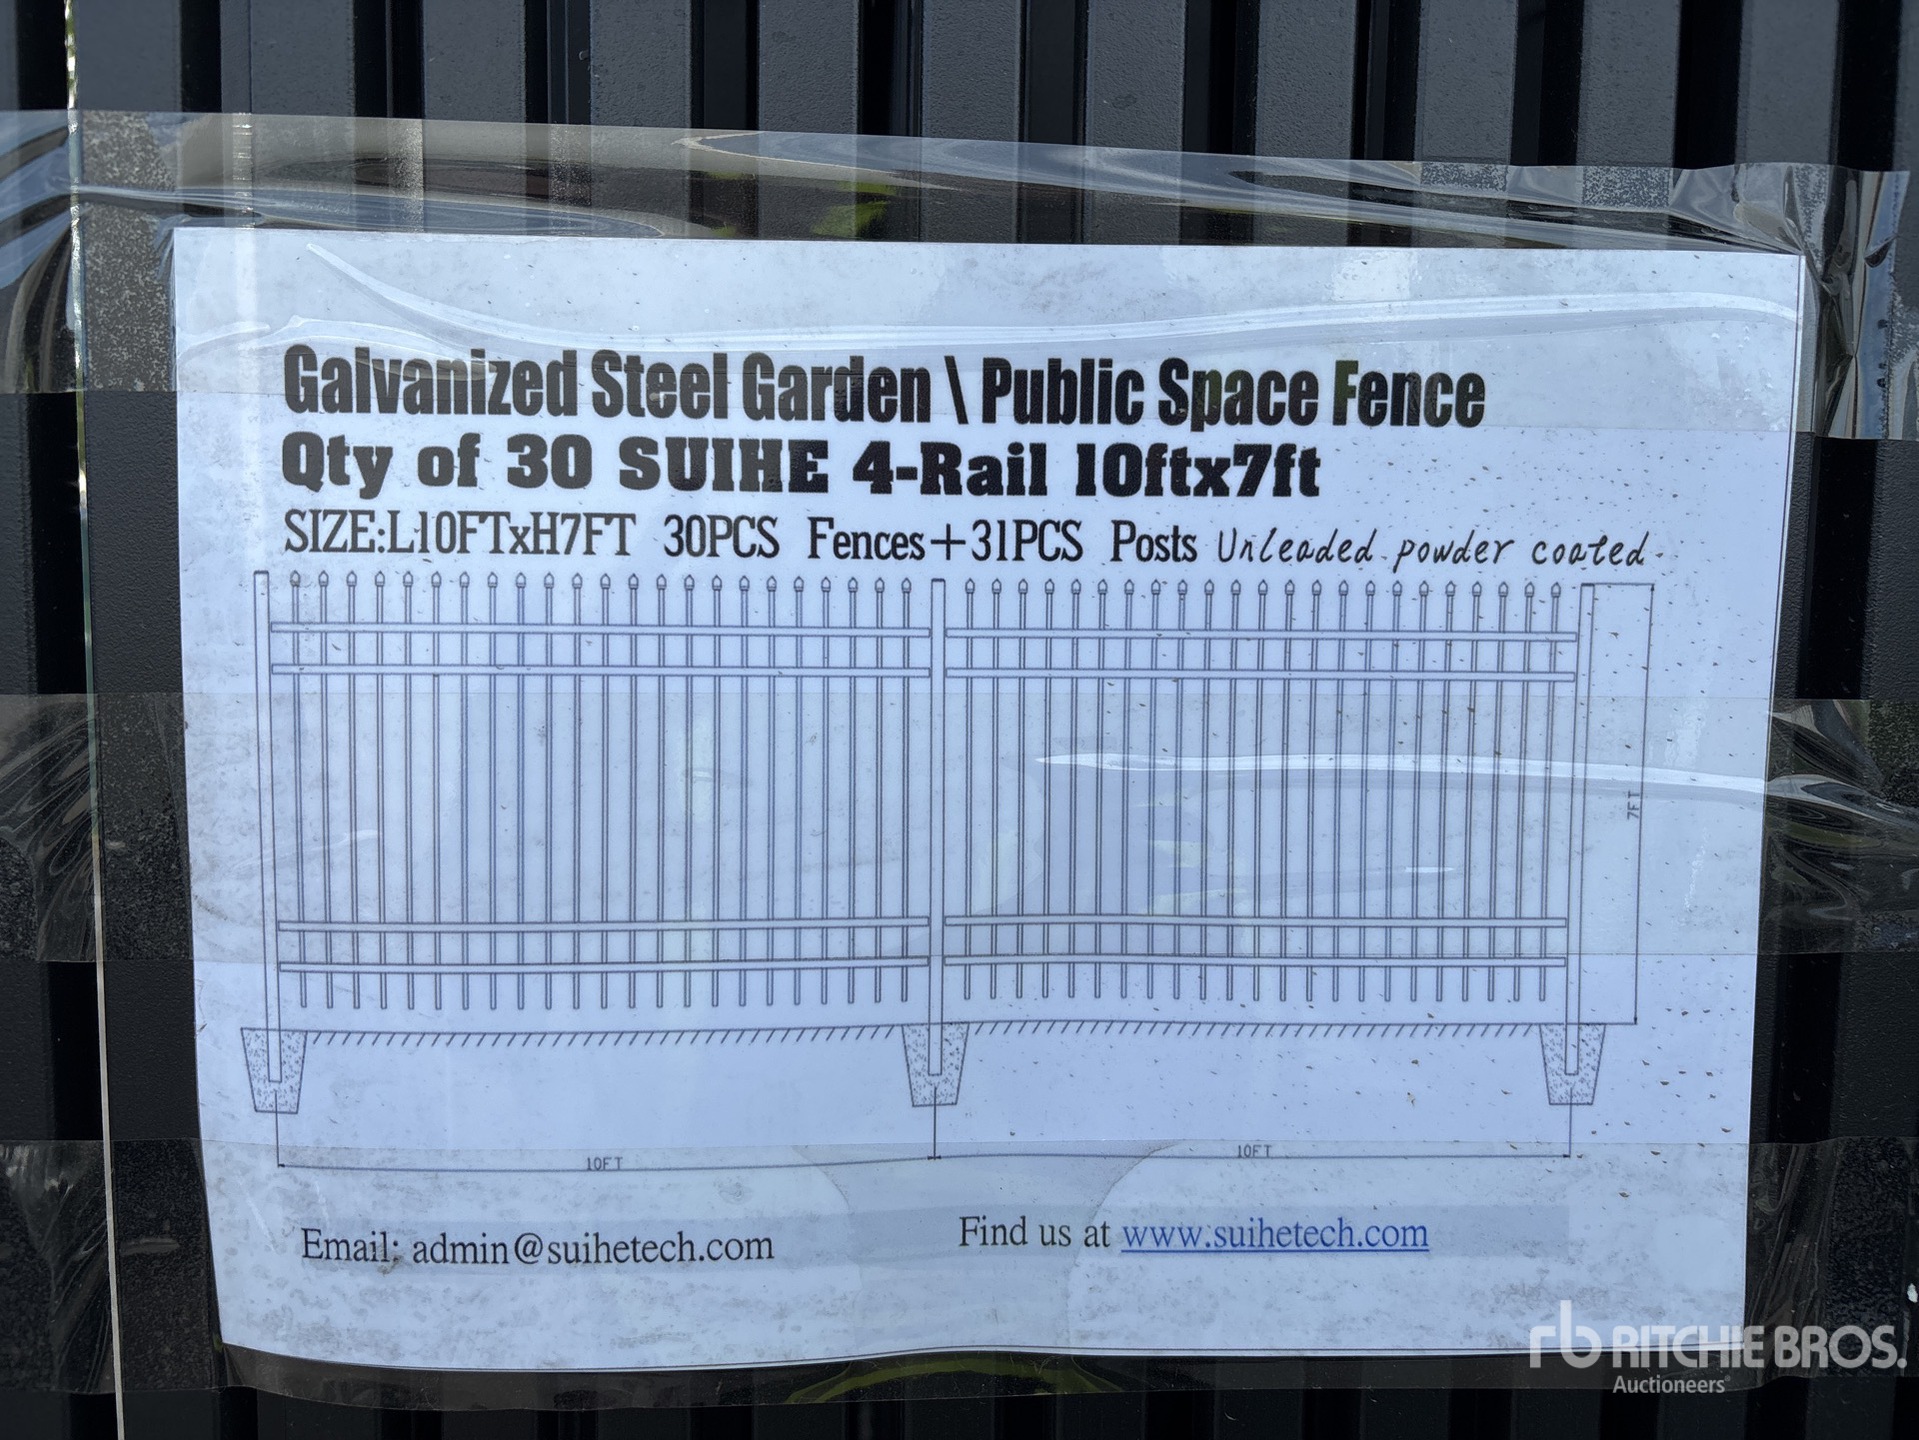 Galvanized Steel Garden \ Public Space Fence
Qty of 30 SUIHE 4-Rail 10ftx7ft
SIZE:L10FTxH7FT 30PCS Fences+31PCS Posts Unleaded powder coated
7FT
10FT 10FT
Email: admin@suihetech.com Find us at www.suihetech.com
rb RITCHIE BROS.
Auctioneers